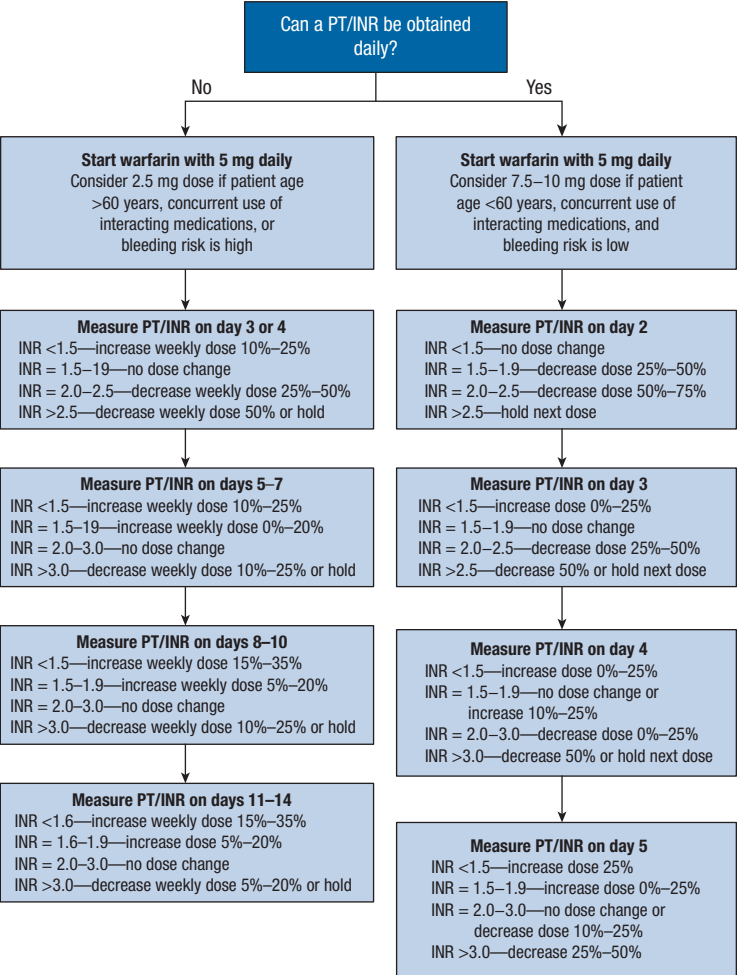 Can a PT/INR be obtained
daily?
No
Yes
Start warfarin with 5 mg daily
Consider 2.5 mg dose if patient age
>60 years, concurrent use of
interacting medications, or
bleeding risk is high
Measure PT/INR on day 3 or 4
INR <1.5—increase weekly dose 10%–25%
INR = 1.5–19—no dose change
INR = 2.0–2.5—decrease weekly dose 25%–50%
INR >2.5—decrease weekly dose 50% or hold
Measure PT/INR on days 5–7
INR <1.5—increase weekly dose 10%–25%
INR = 1.5–19—increase weekly dose 0%–20%
INR = 2.0–3.0—no dose change
INR >3.0—decrease weekly dose 10%–25% or hold
Measure PT/INR on days 8–10
INR <1.5—increase weekly dose 15%–35%
INR = 1.5–1.9—increase weekly dose 5%–20%
INR = 2.0–3.0—no dose change
INR >3.0—decrease weekly dose 10%–25% or hold
Measure PT/INR on days 11–14
INR <1.6—increase weekly dose 15%–35%
INR = 1.6–1.9—increase dose 5%–20%
INR = 2.0–3.0—no dose change
INR >3.0—decrease weekly dose 5%–20% or hold
Start warfarin with 5 mg daily
Consider 7.5–10 mg dose if patient
age <60 years, concurrent use of
interacting medications, and
bleeding risk is low
Measure PT/INR on day 2
INR <1.5—no dose change
INR = 1.5–1.9—decrease dose 25%–50%
INR = 2.0–2.5—decrease dose 50%–75%
INR >2.5—hold next dose
Measure PT/INR on day 3
INR <1.5—increase dose 0%–25%
INR = 1.5–1.9—no dose change
INR = 2.0–2.5—decrease dose 25%–50%
INR >2.5—decrease 50% or hold next dose
Measure PT/INR on day 4
INR <1.5—increase dose 0%–25%
INR = 1.5–1.9—no dose change or
increase 10%–25%
INR = 2.0–3.0—decrease dose 0%–25%
INR >3.0—decrease 50% or hold next dose
Measure PT/INR on day 5
INR <1.5—increase dose 25%
INR = 1.5–1.9—increase dose 0%–25%
INR = 2.0–3.0—no dose change or
decrease dose 10%–25%
INR >3.0—decrease 25%–50%